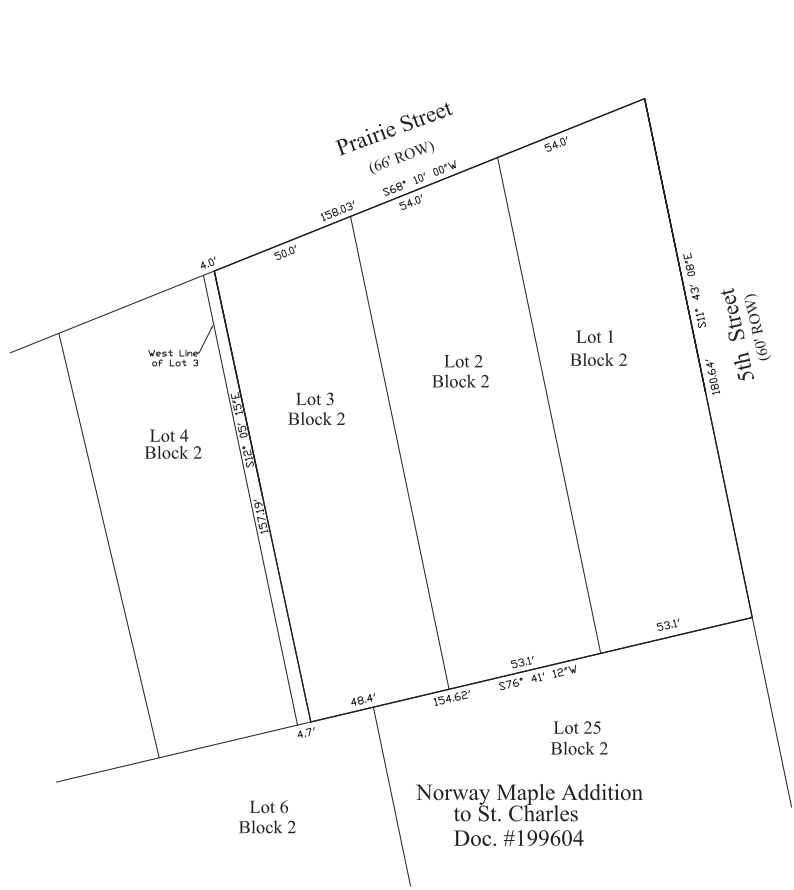 Prairie Street
(66' ROW)
S68° 10' 00"W
158.03'
54.0'
54.0'
50.0'
4.0'
West Line
of Lot 3
S11° 43' 08"E
180.64'
5th Street
(60' ROW)
Lot 1
Block 2
Lot 2
Block 2
Lot 3
Block 2
Lot 4
Block 2
S12° 05' 15"E
157.19'
53.1'
53.1'
48.4'
4.7'
154.62'
S76° 41' 12"W
Lot 25
Block 2
Lot 6
Block 2
Norway Maple Addition
to St. Charles
Doc. #199604